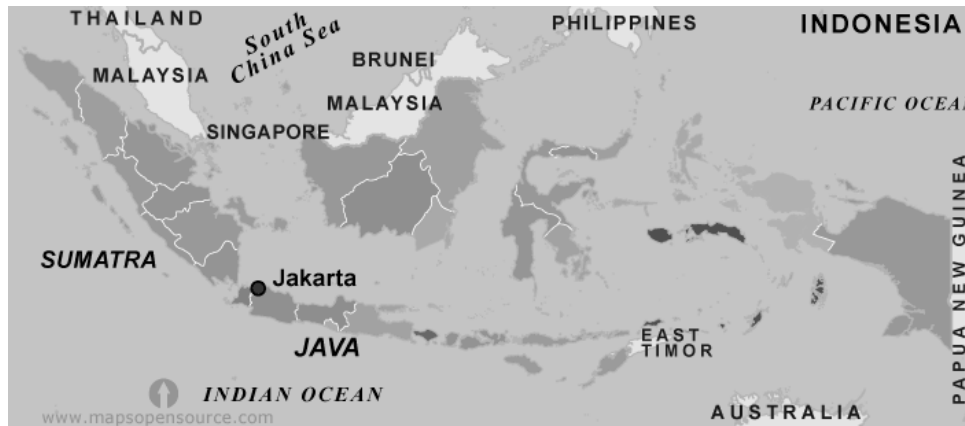 THAILAND
PHILIPPINES
INDONESIA
South
China Sea
BRUNEI
MALAYSIA
MALAYSIA
PACIFIC OCEA
SINGAPORE
PAPUA NEW GUINEA
SUMATRA
Jakarta
JAVA
EAST
TIMOR
INDIAN OCEAN
AUSTRALIA
www.mapsopensource.com